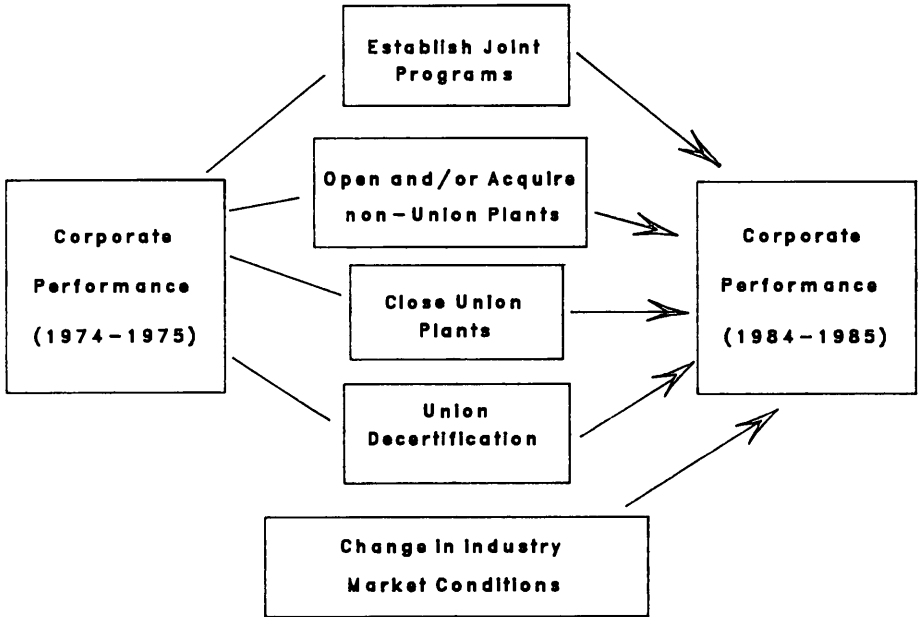 Establish Joint
Programs
Open and/or Acquire
non-Union Plants
Corporate
Performance
(1974-1975)
Close Union
Plants
Union
Decertification
Change in Industry
Market Conditions
Corporate
Performance
(1984-1985)